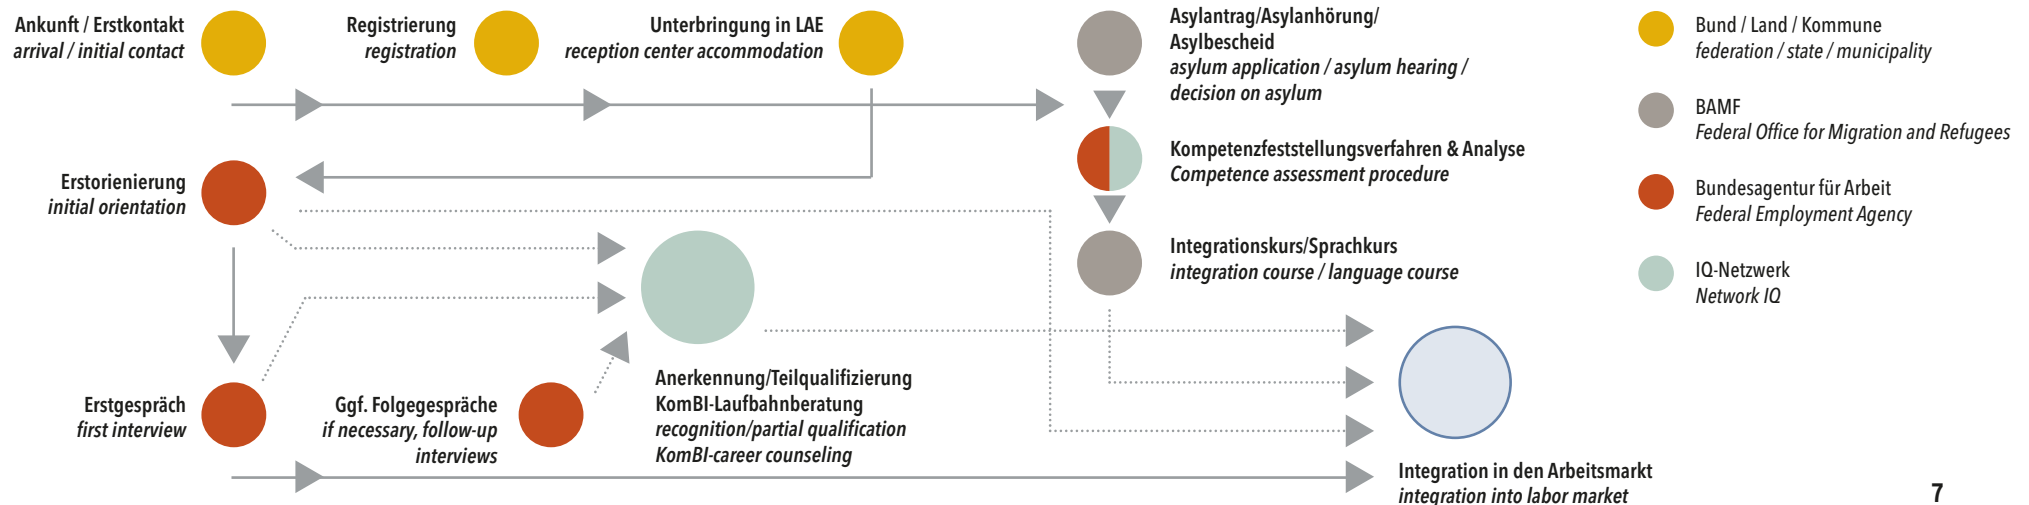 Ankunft / Erstkontakt
arrival / initial contact
Registrierung
registration
Unterbringung in LAE
reception center accommodation
Asylantrag/Asylanhörung/
Asylbescheid
asylum application / asylum hearing /
decision on asylum
Kompetenzfeststellungsverfahren & Analyse
Competence assessment procedure
Integrationskurs/Sprachkurs
integration course / language course
Erstorienierung
initial orientation
Erstgespräch
first interview
Ggf. Folgegespräche
if necessary, follow-up
interviews
Anerkennung/Teilqualifizierung
KomBI-Laufbahnberatung
recognition/partial qualification
KomBI-career counseling
Integration in den Arbeitsmarkt
integration into labor market
Bund / Land / Kommune
federation / state / municipality
BAMF
Federal Office for Migration and Refugees
Bundesagentur für Arbeit
Federal Employment Agency
IQ-Netzwerk
Network IQ
7